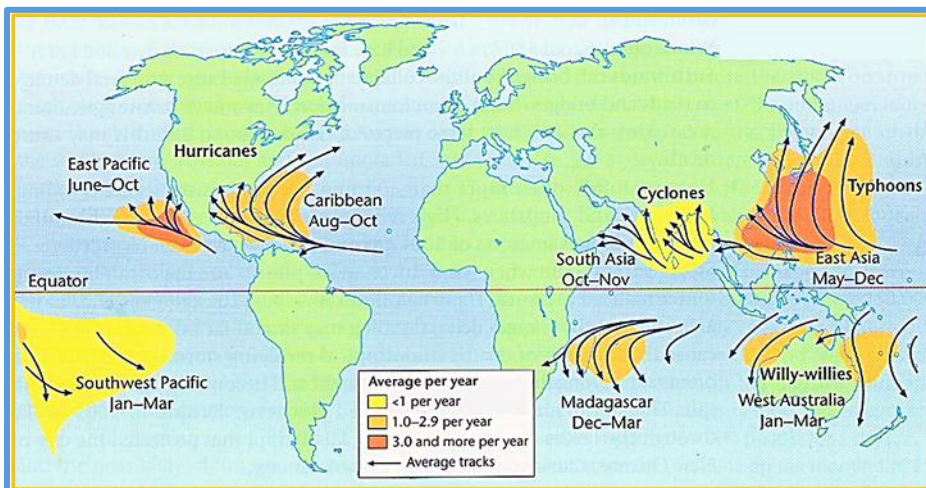 Hurricanes
East Pacific
June–Oct
Caribbean
Aug–Oct
Cyclones
Typhoons
South Asia
Oct–Nov
East Asia
May–Dec
Equator
Southwest Pacific
Jan–Mar
Average per year
<1 per year
1.0–2.9 per year
3.0 and more per year
Average tracks
Madagascar
Dec–Mar
Willy-willies
West Australia
Jan–Mar